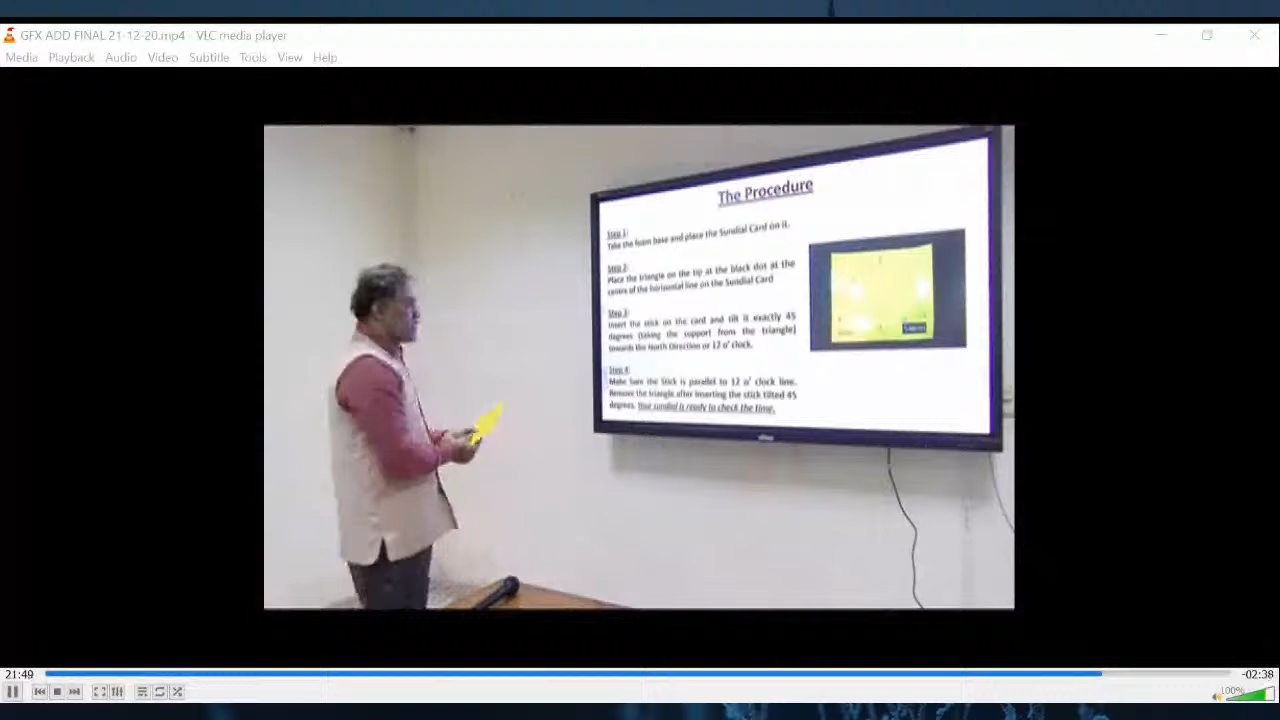 GFX ADD FINAL 21-12-20.mp4 - VLC media player
Media Playback Audio Video Subtitle Tools View Help
The Procedure
Step 1:
Take the foam base and place the Sundial Card on it.
Step 2:
Place the triangle on the tip at the black dot at the
centre of the horizontal line on the Sundial Card
Step 3:
Insert the stick on the card and tilt it exactly 45
degrees (taking the support from the triangle)
towards the North Direction or 12 o' clock.
Step 4:
Make Sure the Stick is parallel to 12 o' clock line.
Remove the triangle after inserting the stick tilted 45
degrees. Your sundial is ready to check the time.
21:49
-02:38
100%